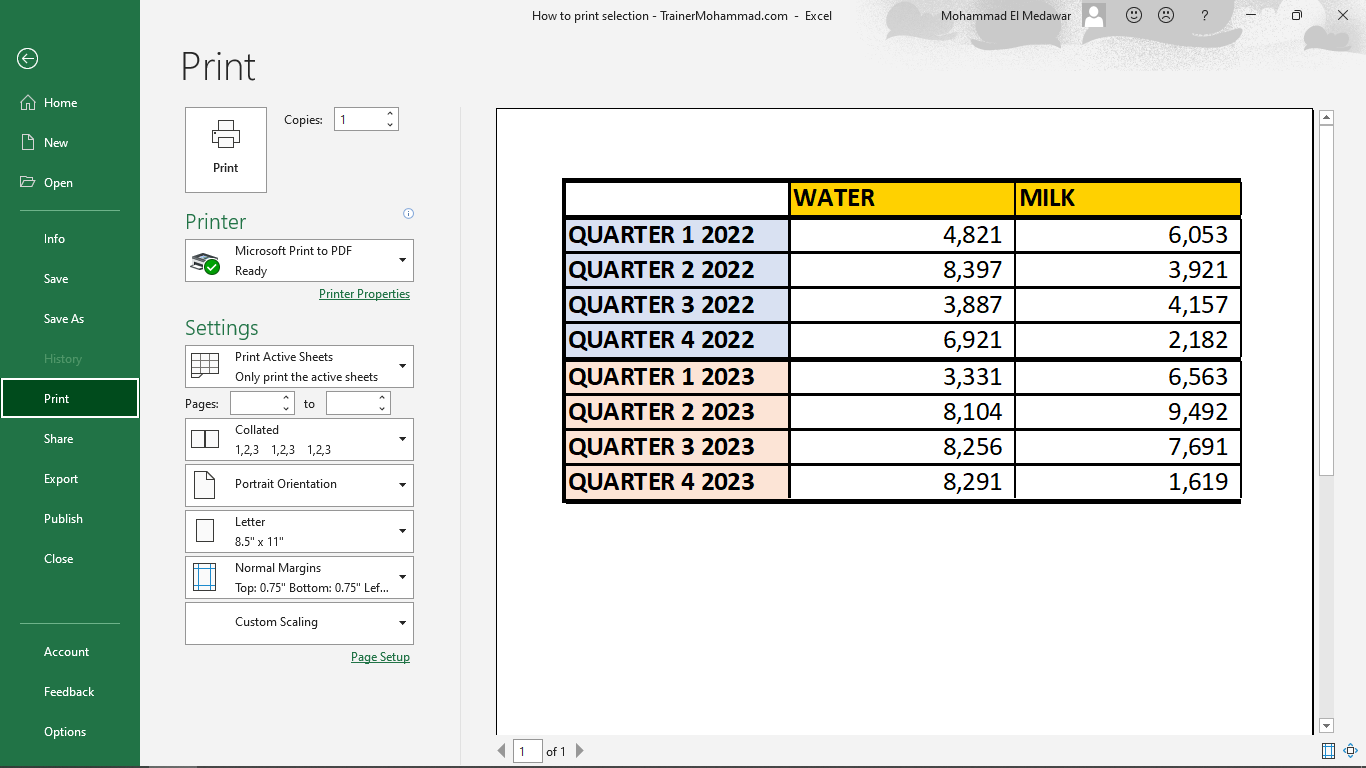 How to print selection - TrainerMohammad.com - Excel
Mohammad El Medawar
?
Print
Home
New
Open
Info
Save
Save As
History
Print
Share
Export
Publish
Close
Account
Feedback
Options
Print
Copies: 1
Printer
Microsoft Print to PDF
Ready
Printer Properties
Settings
Print Active Sheets
Only print the active sheets
Pages: to
Collated
1,2,3 1,2,3 1,2,3
Portrait Orientation
Letter
8.5" x 11"
Normal Margins
Top: 0.75" Bottom: 0.75" Lef...
Custom Scaling
Page Setup
WATER MILK
QUARTER 1 2022 4,821 6,053
QUARTER 2 2022 8,397 3,921
QUARTER 3 2022 3,887 4,157
QUARTER 4 2022 6,921 2,182
QUARTER 1 2023 3,331 6,563
QUARTER 2 2023 8,104 9,492
QUARTER 3 2023 8,256 7,691
QUARTER 4 2023 8,291 1,619
1 of 1